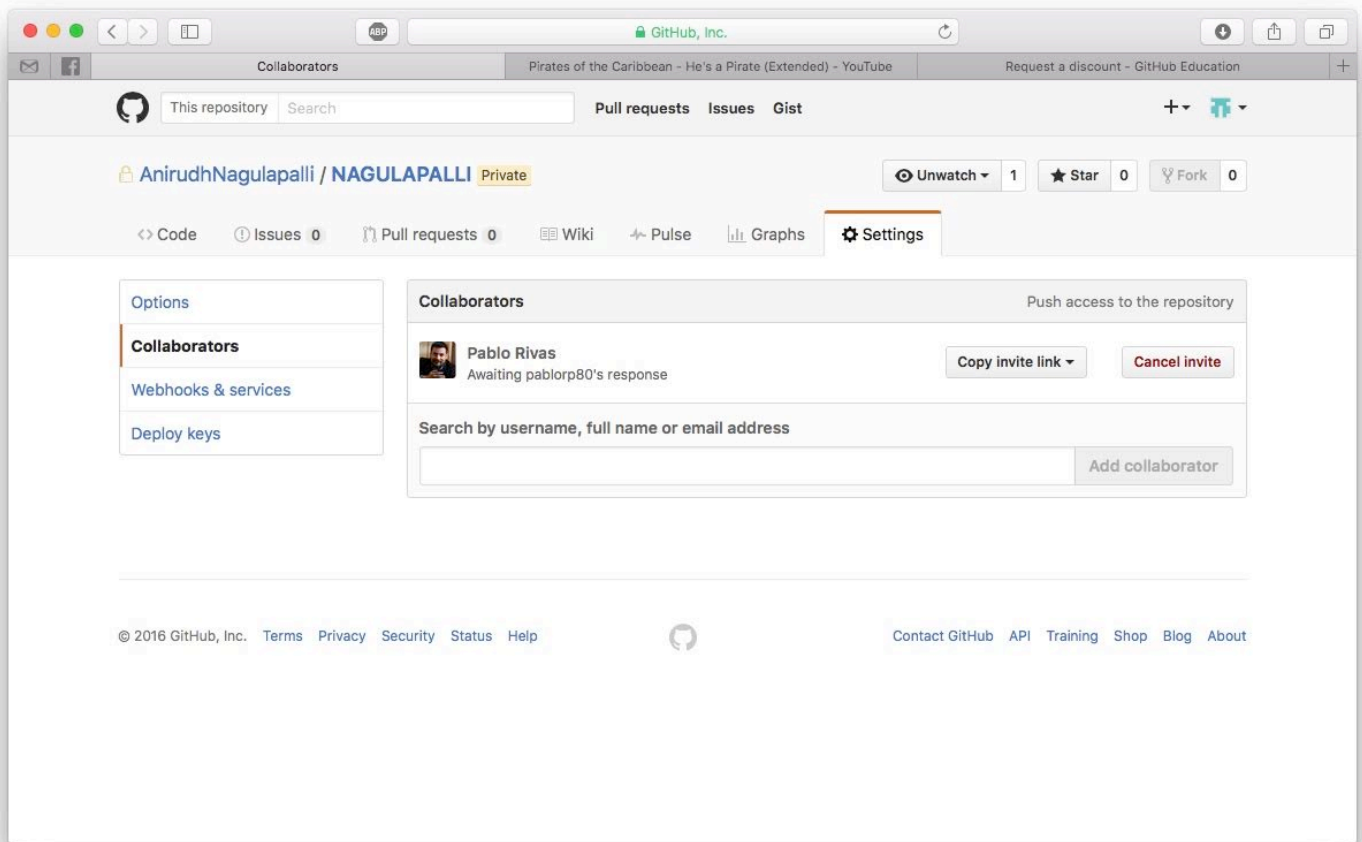 ABP
GitHub, Inc.
Collaborators Pirates of the Caribbean - He's a Pirate (Extended) - YouTube Request a discount - GitHub Education +
This repository Search Pull requests Issues Gist
AnirudhNagulapalli / NAGULAPALLI Private Unwatch 1 Star 0 Fork 0
Code Issues 0 Pull requests 0 Wiki Pulse Graphs Settings
Options
Collaborators
Webhooks & services
Deploy keys
Collaborators Push access to the repository
Pablo Rivas
Awaiting pablorp80's response
Copy invite link Cancel invite
Search by username, full name or email address
Add collaborator
© 2016 GitHub, Inc. Terms Privacy Security Status Help Contact GitHub API Training Shop Blog About